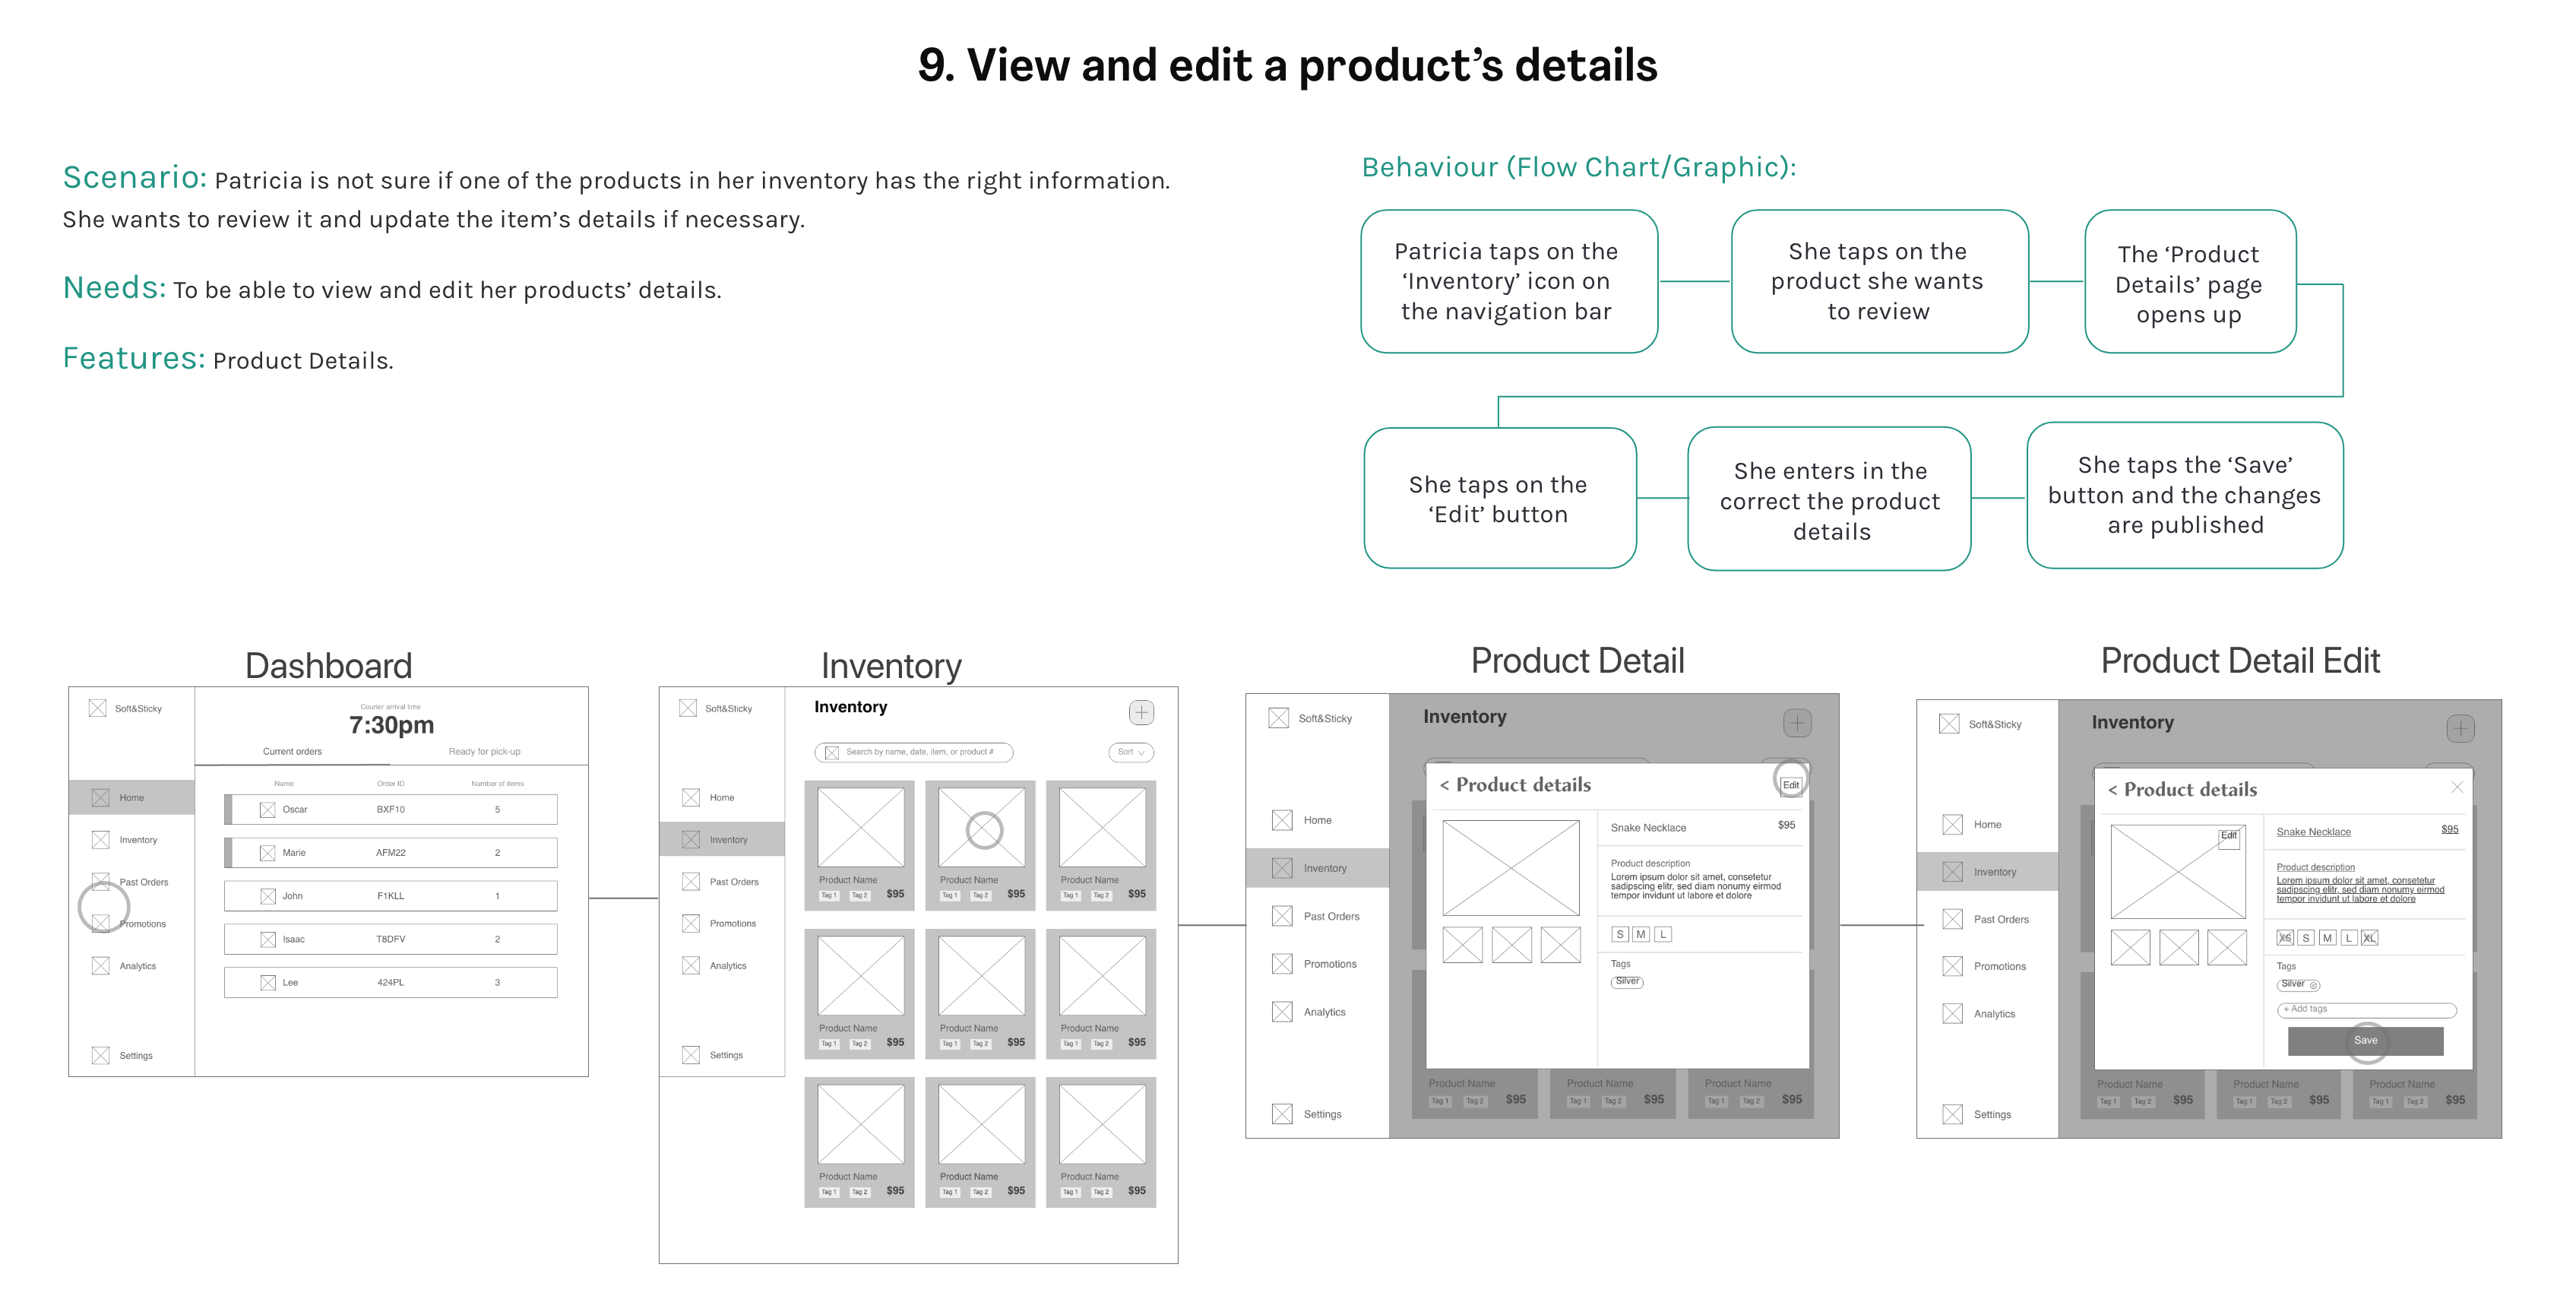 9. View and edit a product’s details
Scenario: Patricia is not sure if one of the products in her inventory has the right information.
She wants to review it and update the item’s details if necessary.
Needs: To be able to view and edit her products’ details.
Features: Product Details.
Behaviour (Flow Chart/Graphic):
Patricia taps on the
‘Inventory’ icon on
the navigation bar
She taps on the
product she wants
to review
The ‘Product
Details’ page
opens up
She taps on the
‘Edit’ button
She enters in the
correct the product
details
She taps the ‘Save’
button and the changes
are published
Dashboard
Soft&Sticky
Home
Inventory
Past Orders
Promotions
Analytics
Settings
Courier arrival time
7:30pm
Current orders Ready for pick-up
Name Order ID Number of items
Oscar BXF10 5
Marie AFM22 2
John F1KLL 1
Isaac T8DFV 2
Lee 424PL 3
Inventory
Soft&Sticky
Home
Inventory
Past Orders
Promotions
Analytics
Settings
Inventory
Search by name, date, item, or product #
Sort
Product Name Product Name Product Name
Tag 1 Tag 2 $95 Tag 1 Tag 2 $95 Tag 1 Tag 2 $95
Product Name Product Name Product Name
Tag 1 Tag 2 $95 Tag 1 Tag 2 $95 Tag 1 Tag 2 $95
Product Name Product Name Product Name
Tag 1 Tag 2 $95 Tag 1 Tag 2 $95 Tag 1 Tag 2 $95
Product Detail
Soft&Sticky
Home
Inventory
Past Orders
Promotions
Analytics
Settings
Inventory
< Product details
Edit
Snake Necklace $95
Product description
Lorem ipsum dolor sit amet, consetetur
sadipscing elitr, sed diam nonumy eirmod
tempor invidunt ut labore et dolore
S M L
Tags
Silver
Product Name Product Name Product Name
Tag 1 Tag 2 $95 Tag 1 Tag 2 $95 Tag 1 Tag 2 $95
Product Detail Edit
Soft&Sticky
Home
Inventory
Past Orders
Promotions
Analytics
Settings
Inventory
< Product details
Edit
Snake Necklace $95
Product description
Lorem ipsum dolor sit amet, consetetur
sadipscing elitr, sed diam nonumy eirmod
tempor invidunt ut labore et dolore
XS S M L XL
Tags
Silver
+ Add tags
Save
Product Name Product Name Product Name
Tag 1 Tag 2 $95 Tag 1 Tag 2 $95 Tag 1 Tag 2 $95